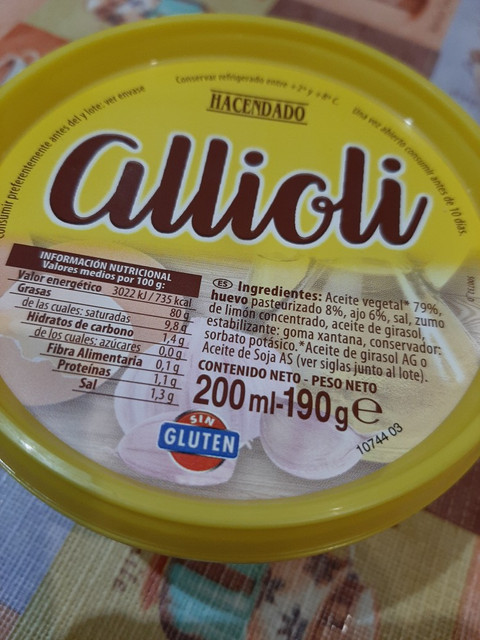 Conservar refrigerado entre +2º y +8º C.
Una vez abierto consumir antes de 10 días.
consumir preferentemente antes del y lote: ver envase
HACENDADO
allioli
INFORMACIÓN NUTRICIONAL
Valores medios por 100 g:
Valor energético 3022 kJ / 735 kcal
Grasas 80 g
de las cuales: saturadas 9,8 g
Hidratos de carbono 1,4 g
de los cuales: azúcares 0,0 g
Fibra Alimentaria 0,1 g
Proteínas 1,1 g
Sal 1,3 g
ES Ingredientes: Aceite vegetal* 79%,
huevo pasteurizado 8%, ajo 6%, sal, zumo
de limón concentrado, aceite de girasol,
estabilizante: goma xantana, conservador:
sorbato potásico.*Aceite de girasol AG o
Aceite de Soja AS (ver siglas junto al lote).
CONTENIDO NETO - PESO NETO
200 ml-190 g e
10744 03
SIN
GLUTEN